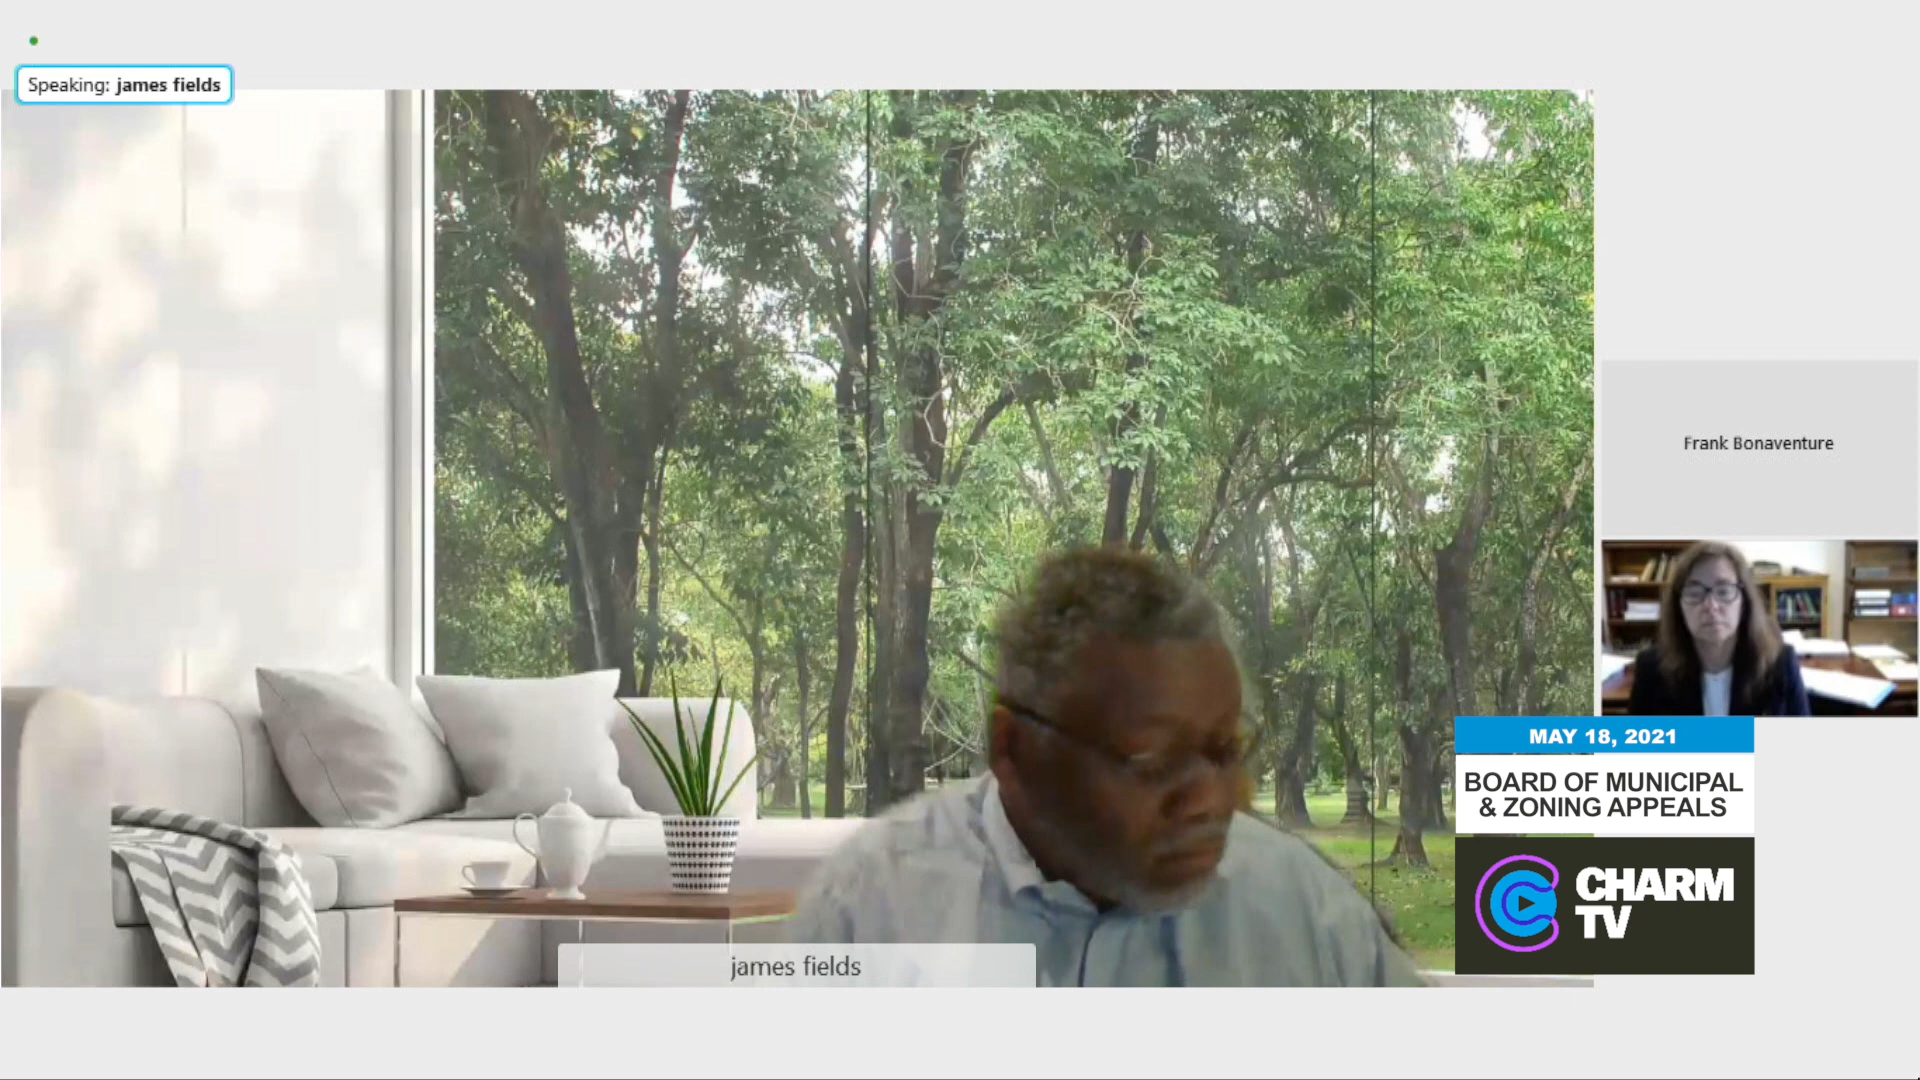 Speaking: james fields
Frank Bonaventure
MAY 18, 2021
BOARD OF MUNICIPAL
& ZONING APPEALS
CHARM
TV
james fields